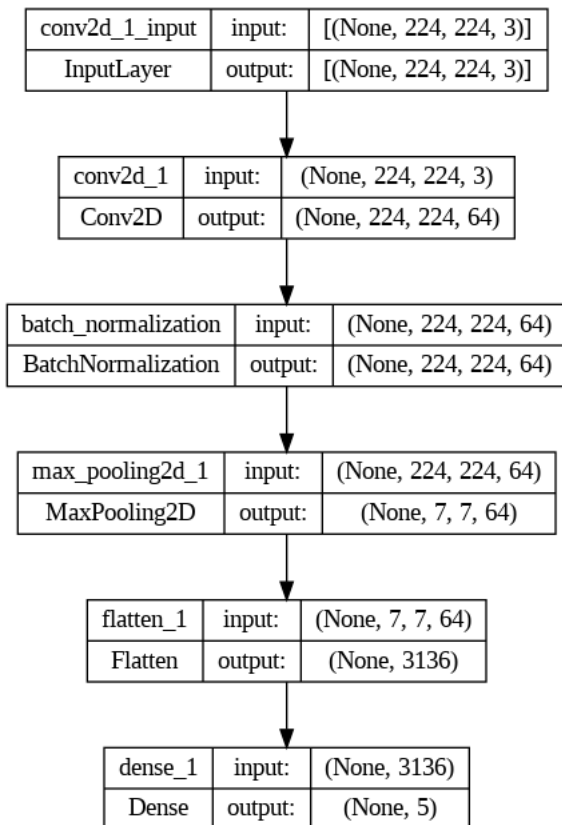 conv2d_1_input input: [(None, 224, 224, 3)]
InputLayer output: [(None, 224, 224, 3)]
conv2d_1 input: (None, 224, 224, 3)
Conv2D output: (None, 224, 224, 64)
batch_normalization input: (None, 224, 224, 64)
BatchNormalization output: (None, 224, 224, 64)
max_pooling2d_1 input: (None, 224, 224, 64)
MaxPooling2D output: (None, 7, 7, 64)
flatten_1 input: (None, 7, 7, 64)
Flatten output: (None, 3136)
dense_1 input: (None, 3136)
Dense output: (None, 5)